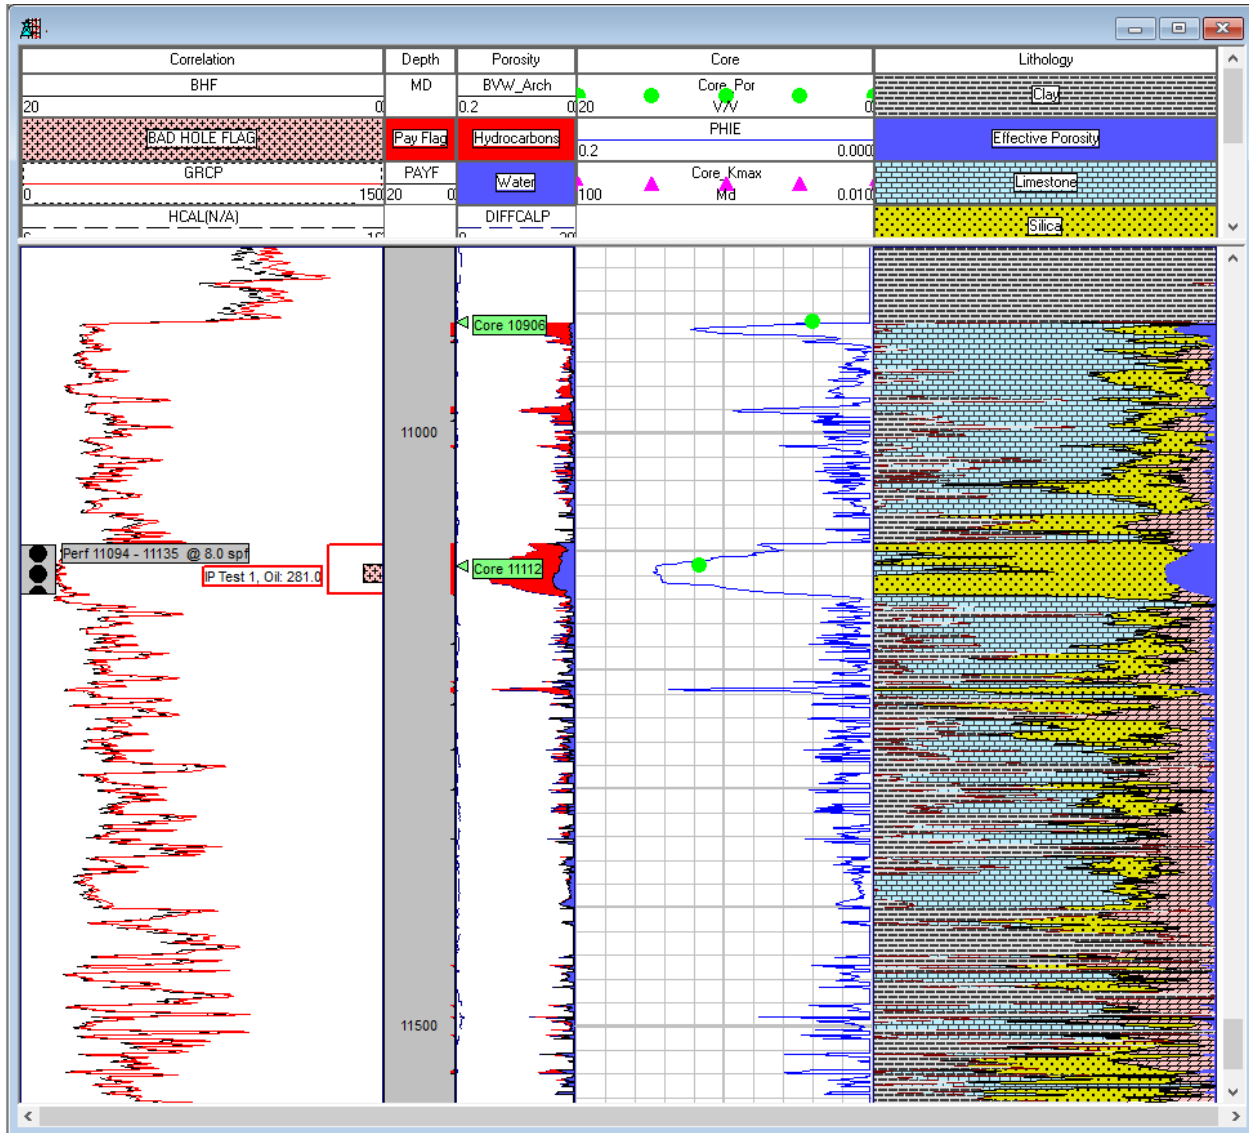 Correlation Depth Porosity Core Lithology
BHF MD BVW_Arch Core_Por Clay
20 0 0.2 0 20 V/V 0
BAD HOLE FLAG Pay Flag Hydrocarbons PHIE Effective Porosity
0.2 0.000
GRCP PAYF Water Core_Kmax Limestone
0 150 20 0 100 Md 0.010
HCAL(N/A) DIFFCALP Silica
Core 10906
11000
Perf 11094 - 11135 @ 8.0 spf
IP Test 1, Oil: 281.0
Core 11112
11500